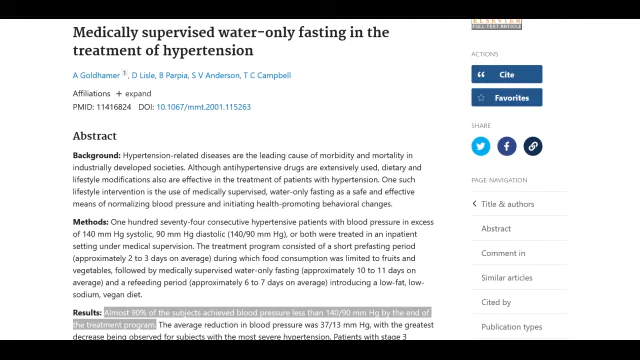 Medically supervised water-only fasting in the
treatment of hypertension
A Goldhamer 1, D Lisle, B Parpia, S V Anderson, T C Campbell
Affiliations + expand
PMID: 11416824 DOI: 10.1067/mmt.2001.115263
Abstract
Background: Hypertension-related diseases are the leading cause of morbidity and mortality in
industrially developed societies. Although antihypertensive drugs are extensively used, dietary and
lifestyle modifications also are effective in the treatment of patients with hypertension. One such
lifestyle intervention is the use of medically supervised, water-only fasting as a safe and effective
means of normalizing blood pressure and initiating health-promoting behavioral changes.
Methods: One hundred seventy-four consecutive hypertensive patients with blood pressure in excess
of 140 mm Hg systolic, 90 mm Hg diastolic (140/90 mm Hg), or both were treated in an inpatient
setting under medical supervision. The treatment program consisted of a short prefasting period
(approximately 2 to 3 days on average) during which food consumption was limited to fruits and
vegetables, followed by medically supervised water-only fasting (approximately 10 to 11 days on
average) and a refeeding period (approximately 6 to 7 days on average) introducing a low-fat, low-
sodium, vegan diet.
Results: Almost 90% of the subjects achieved blood pressure less than 140/90 mm Hg by the end of
the treatment program. The average reduction in blood pressure was 37/13 mm Hg, with the greatest
decrease being observed for subjects with the most severe hypertension. Patients with stage 3
ELSEVIER
FULL-TEXT ARTICLE
ACTIONS
Cite
Favorites
SHARE
PAGE NAVIGATION
Title & authors
Abstract
Comment in
Similar articles
Cited by
Publication types